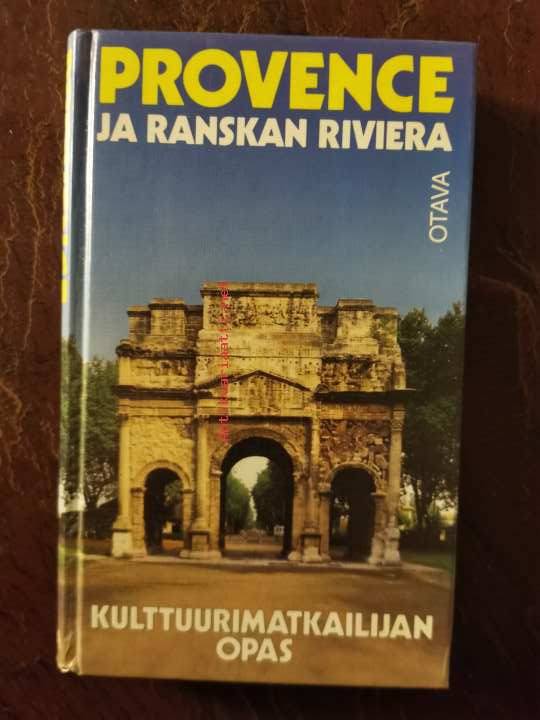 PROVENCE
JA RANSKAN RIVIERA
OTAVA
KULTTUURIMATKAILIJAN
OPAS